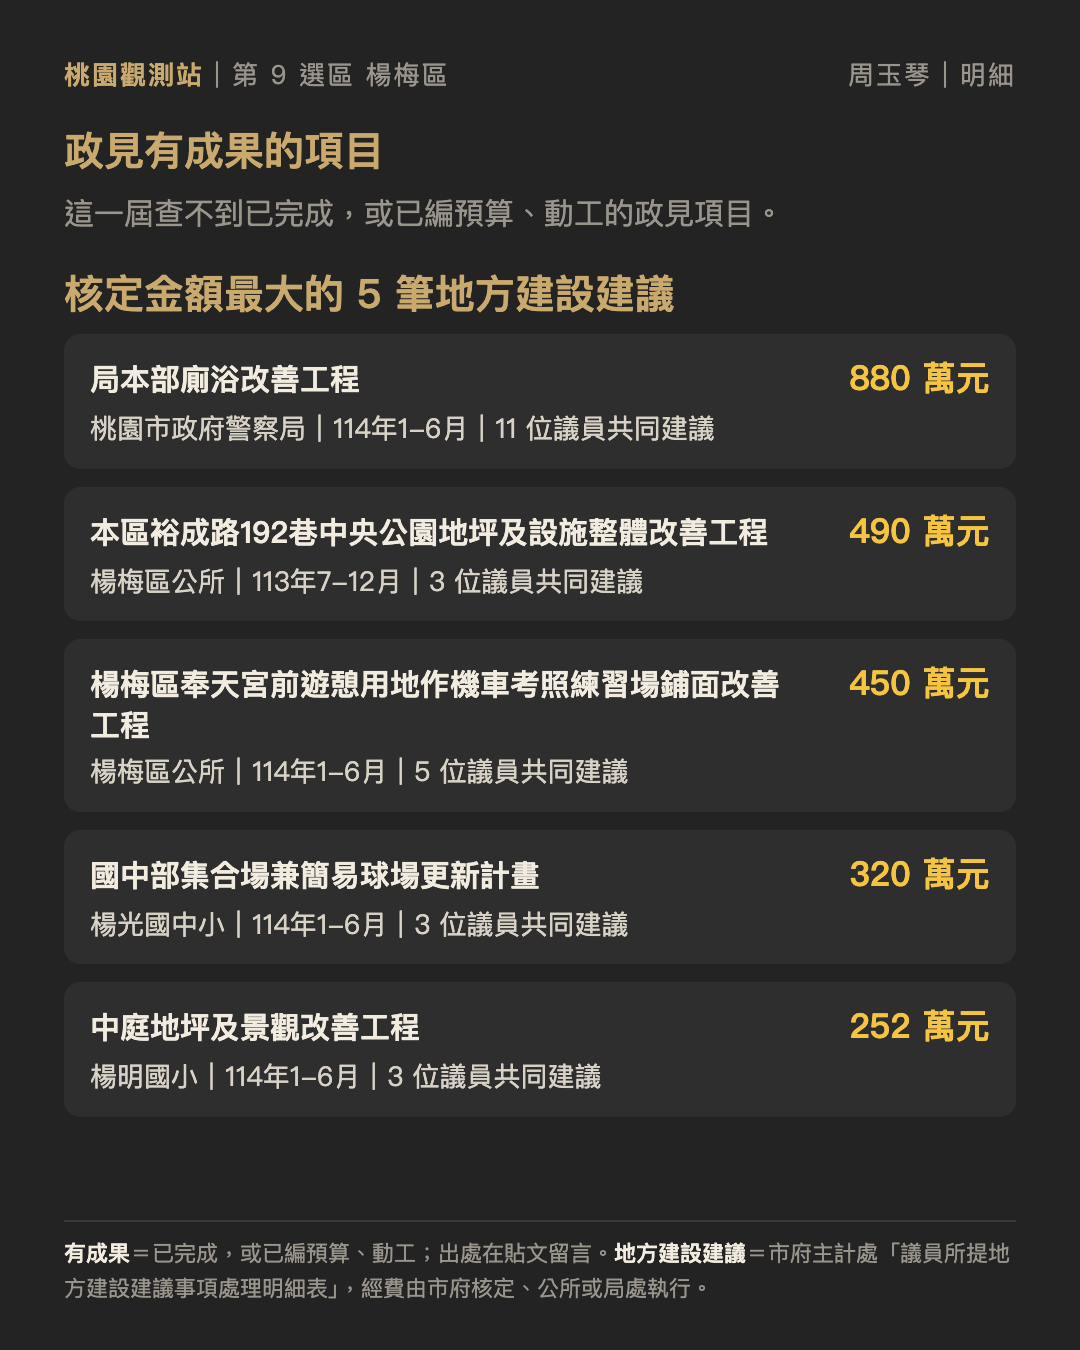 桃園觀測站｜第 9 選區 楊梅區
周玉琴｜明細
政見有成果的項目
這一屆查不到已完成，或已編預算、動工的政見項目。
核定金額最大的 5 筆地方建設建議
局本部廁浴改善工程
880 萬元
桃園市政府警察局｜114年1–6月｜11 位議員共同建議
本區裕成路192巷中央公園地坪及設施整體改善工程
490 萬元
楊梅區公所｜113年7–12月｜3 位議員共同建議
楊梅區奉天宮前遊憩用地作機車考照練習場鋪面改善
450 萬元
工程
楊梅區公所｜114年1–6月｜5 位議員共同建議
國中部集合場兼簡易球場更新計畫
320 萬元
楊光國中小｜114年1–6月｜3 位議員共同建議
中庭地坪及景觀改善工程
252 萬元
楊明國小｜114年1–6月｜3 位議員共同建議
有成果＝已完成，或已編預算、動工；出處在貼文留言。地方建設建議＝市府主計處「議員所提地
方建設建議事項處理明細表」，經費由市府核定、公所或局處執行。